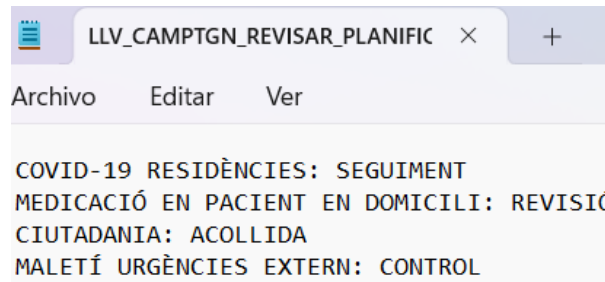 LLV_CAMPTGN_REVISAR_PLANIFIC
Archivo Editar Ver
COVID-19 RESIDÈNCIES: SEGUIMENT
MEDICACIÓ EN PACIENT EN DOMICILI: REVISIÓ
CIUTADANIA: ACOLLIDA
MALETÍ URGÈNCIES EXTERN: CONTROL